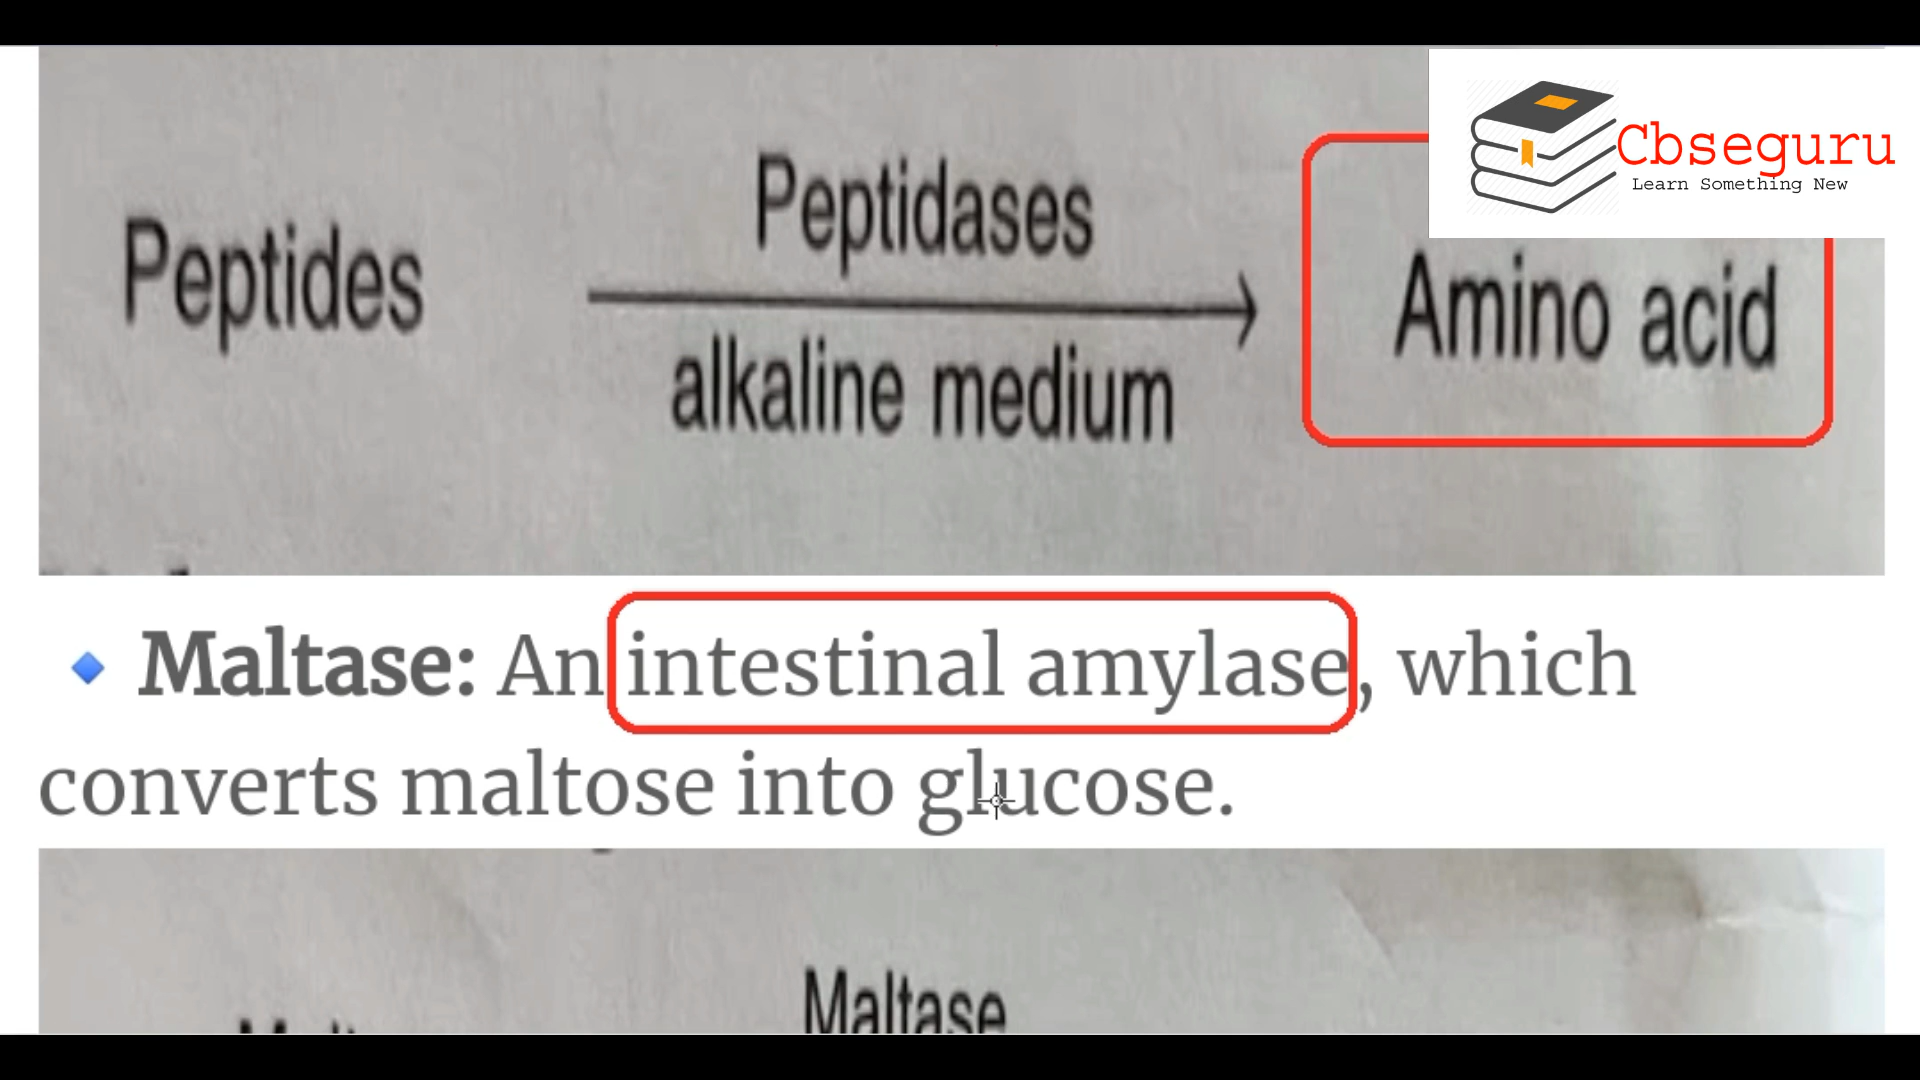 Cbseguru
Learn Something New
Peptidases
Peptides
Amino acid
alkaline medium
🔹 Maltase: An intestinal amylase, which
converts maltose into glucose.
Maltase